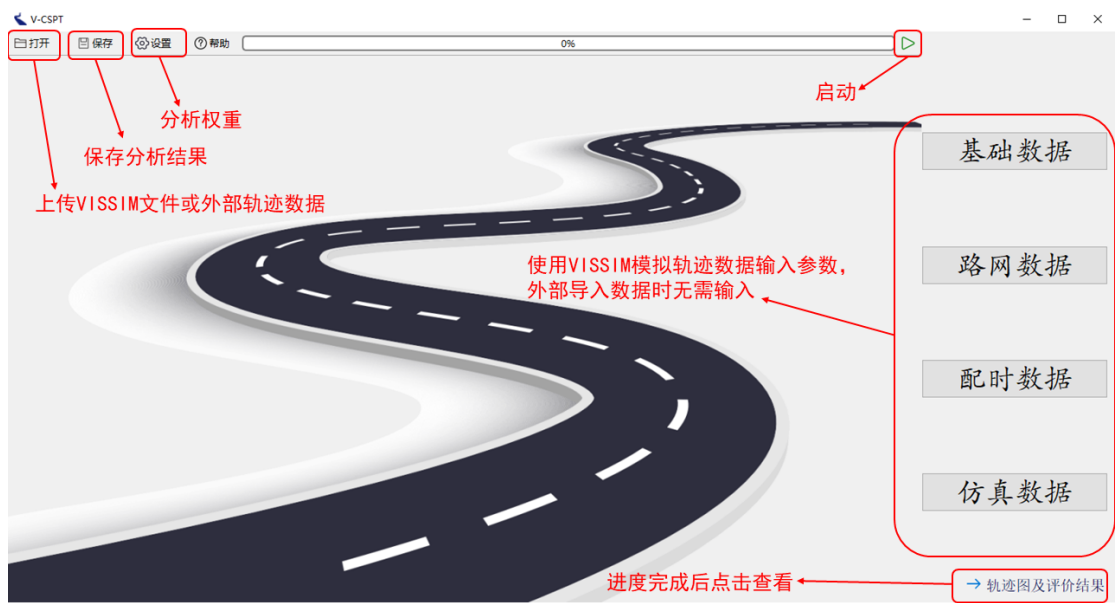 V-CSPT
打开 保存 设置 帮助 0%
启动
分析权重
保存分析结果
上传VISSIM文件或外部轨迹数据
基础数据
路网数据
使用VISSIM模拟轨迹数据输入参数，
外部导入数据时无需输入
配时数据
仿真数据
进度完成后点击查看
轨迹图及评价结果